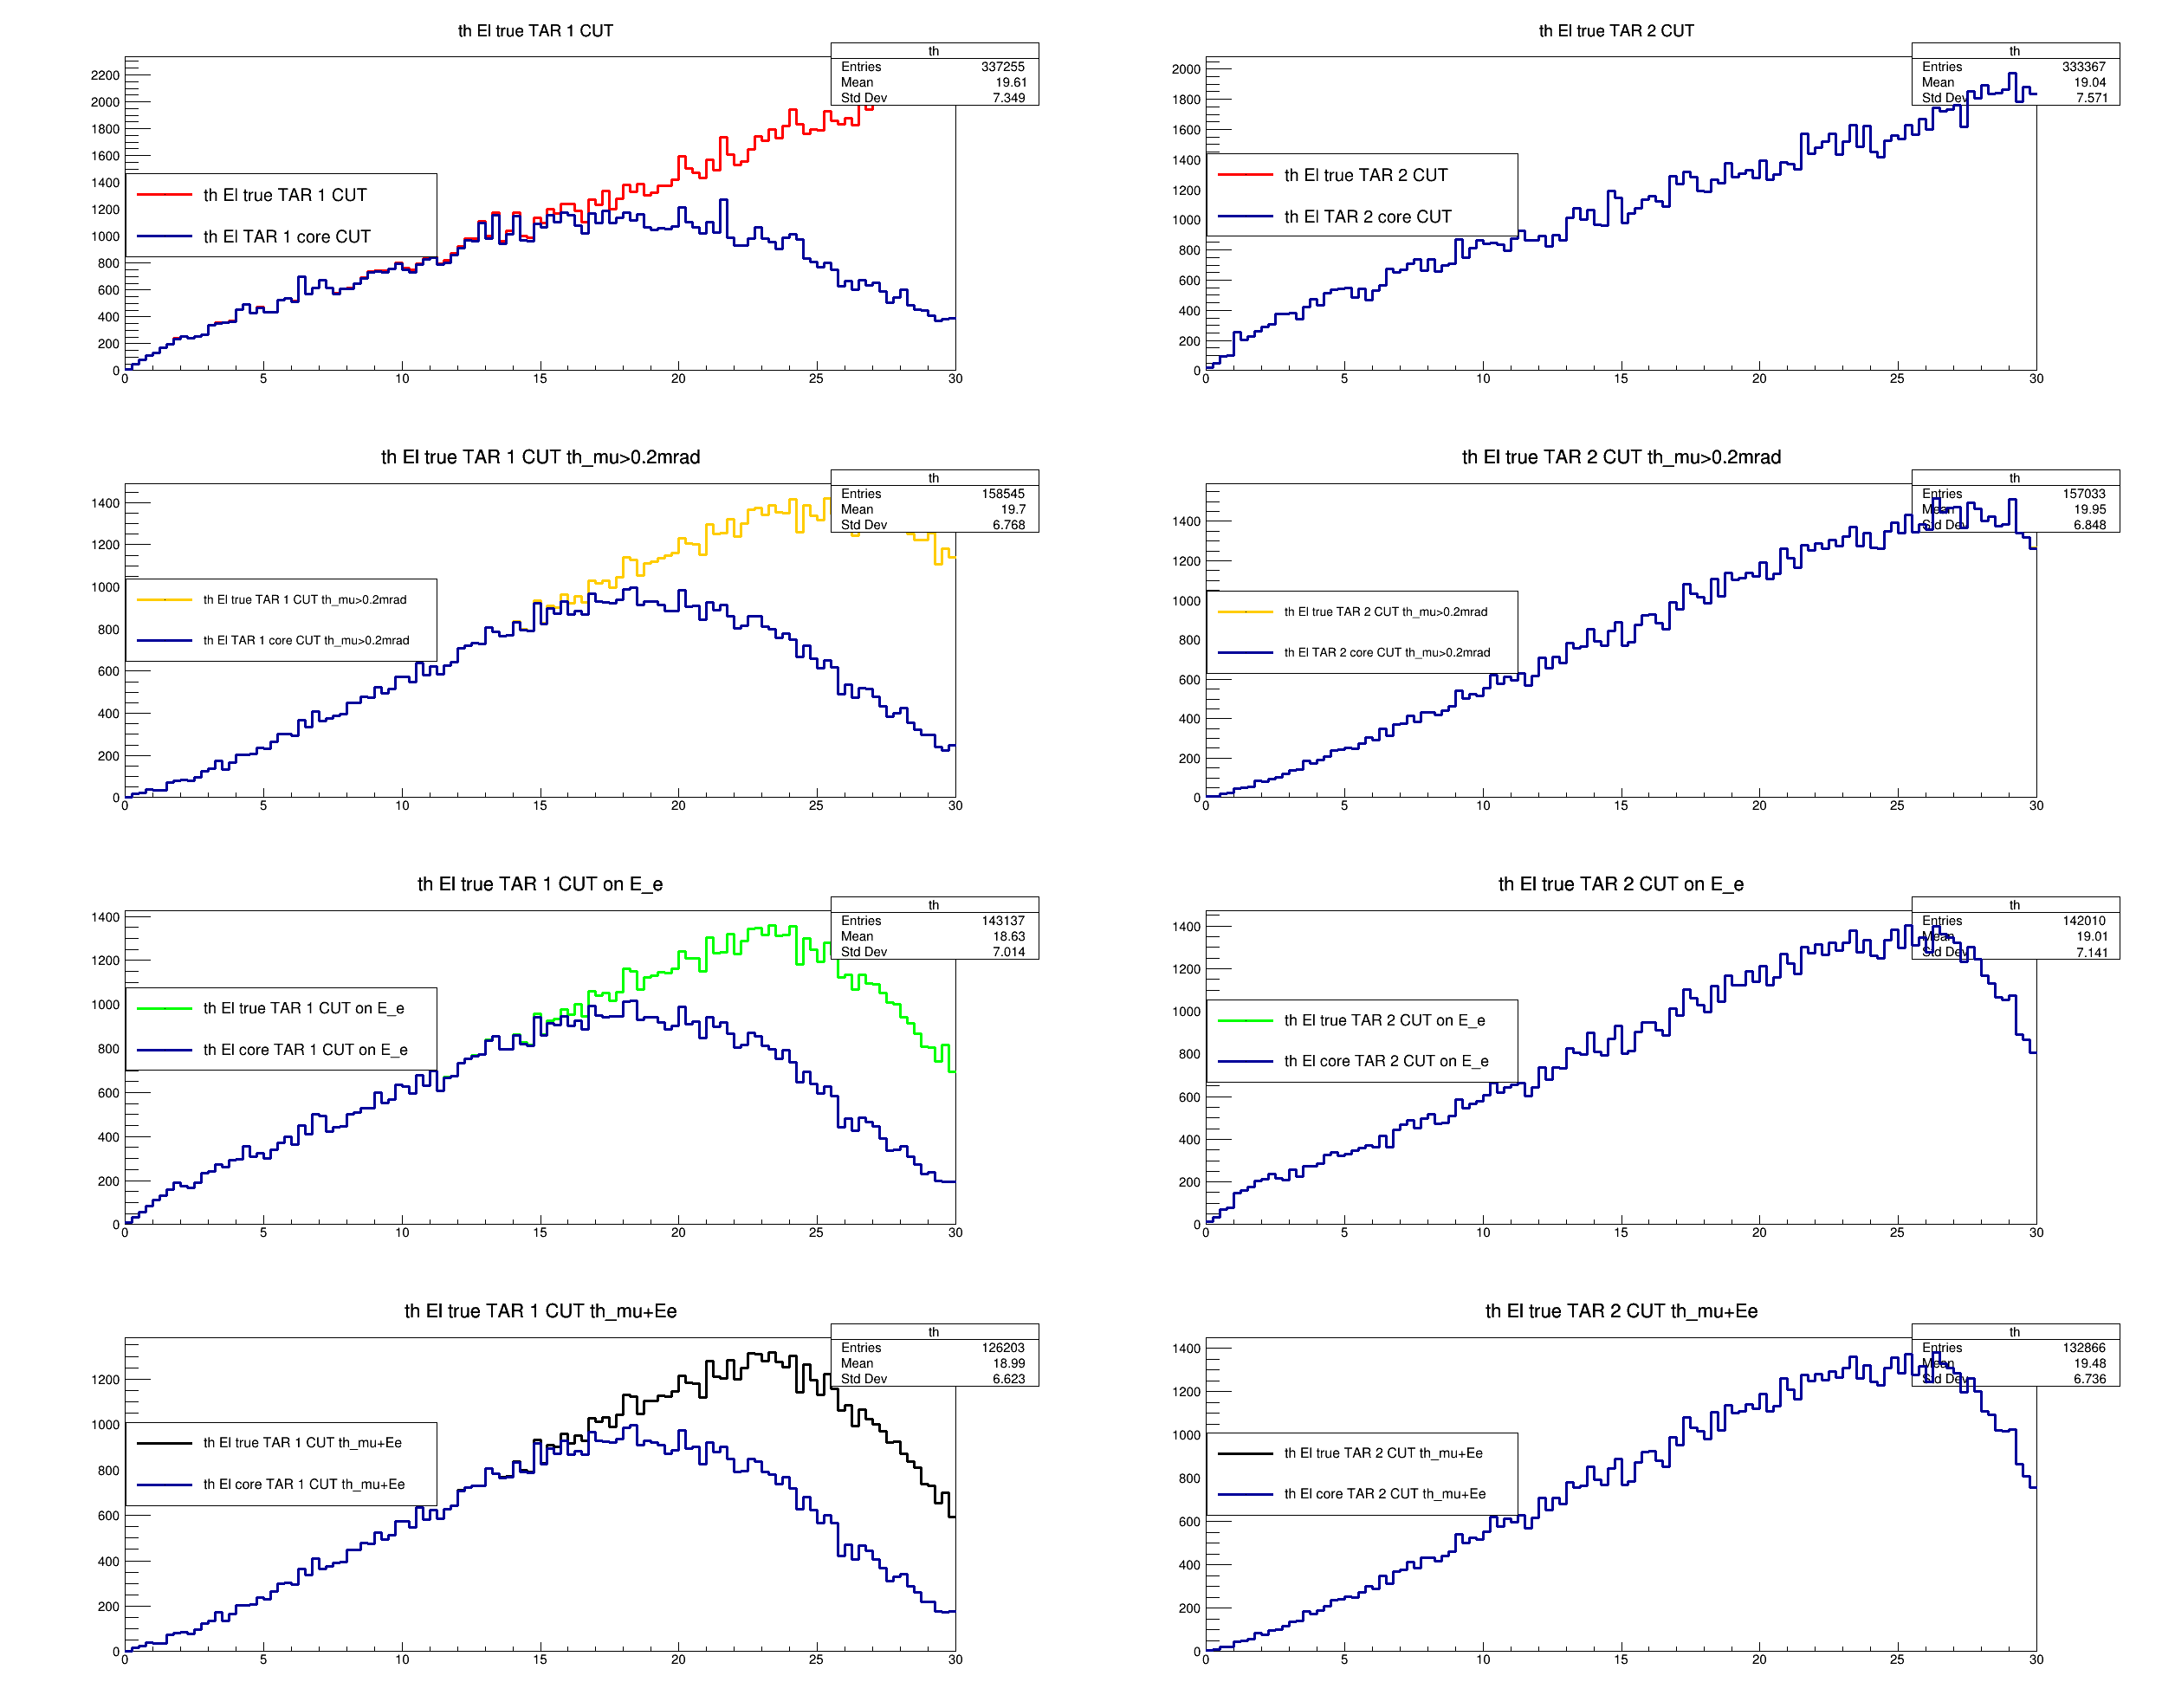 th El true TAR 1 CUT
th
Entries 337255
Mean 19.61
Std Dev 7.349
th El true TAR 1 CUT
th El TAR 1 core CUT
0 200 400 600 800 1000 1200 1400 1600 1800 2000 2200
0 5 10 15 20 25 30
th El true TAR 2 CUT
th
Entries 333367
Mean 19.04
Std Dev 7.571
th El true TAR 2 CUT
th El TAR 2 core CUT
0 200 400 600 800 1000 1200 1400 1600 1800 2000
0 5 10 15 20 25 30
th El true TAR 1 CUT th_mu>0.2mrad
th
Entries 158545
Mean 19.7
Std Dev 6.768
th El true TAR 1 CUT th_mu>0.2mrad
th El TAR 1 core CUT th_mu>0.2mrad
0 200 400 600 800 1000 1200 1400
0 5 10 15 20 25 30
th El true TAR 2 CUT th_mu>0.2mrad
th
Entries 157033
Mean 19.95
Std Dev 6.848
th El true TAR 2 CUT th_mu>0.2mrad
th El TAR 2 core CUT th_mu>0.2mrad
0 200 400 600 800 1000 1200 1400
0 5 10 15 20 25 30
th El true TAR 1 CUT on E_e
th
Entries 143137
Mean 18.63
Std Dev 7.014
th El true TAR 1 CUT on E_e
th El core TAR 1 CUT on E_e
0 200 400 600 800 1000 1200 1400
0 5 10 15 20 25 30
th El true TAR 2 CUT on E_e
th
Entries 142010
Mean 19.01
Std Dev 7.141
th El true TAR 2 CUT on E_e
th El core TAR 2 CUT on E_e
0 200 400 600 800 1000 1200 1400
0 5 10 15 20 25 30
th El true TAR 1 CUT th_mu+Ee
th
Entries 126203
Mean 18.99
Std Dev 6.623
th El true TAR 1 CUT th_mu+Ee
th El core TAR 1 CUT th_mu+Ee
0 200 400 600 800 1000 1200
0 5 10 15 20 25 30
th El true TAR 2 CUT th_mu+Ee
th
Entries 132866
Mean 19.48
Std Dev 6.736
th El true TAR 2 CUT th_mu+Ee
th El core TAR 2 CUT th_mu+Ee
0 200 400 600 800 1000 1200 1400
0 5 10 15 20 25 30